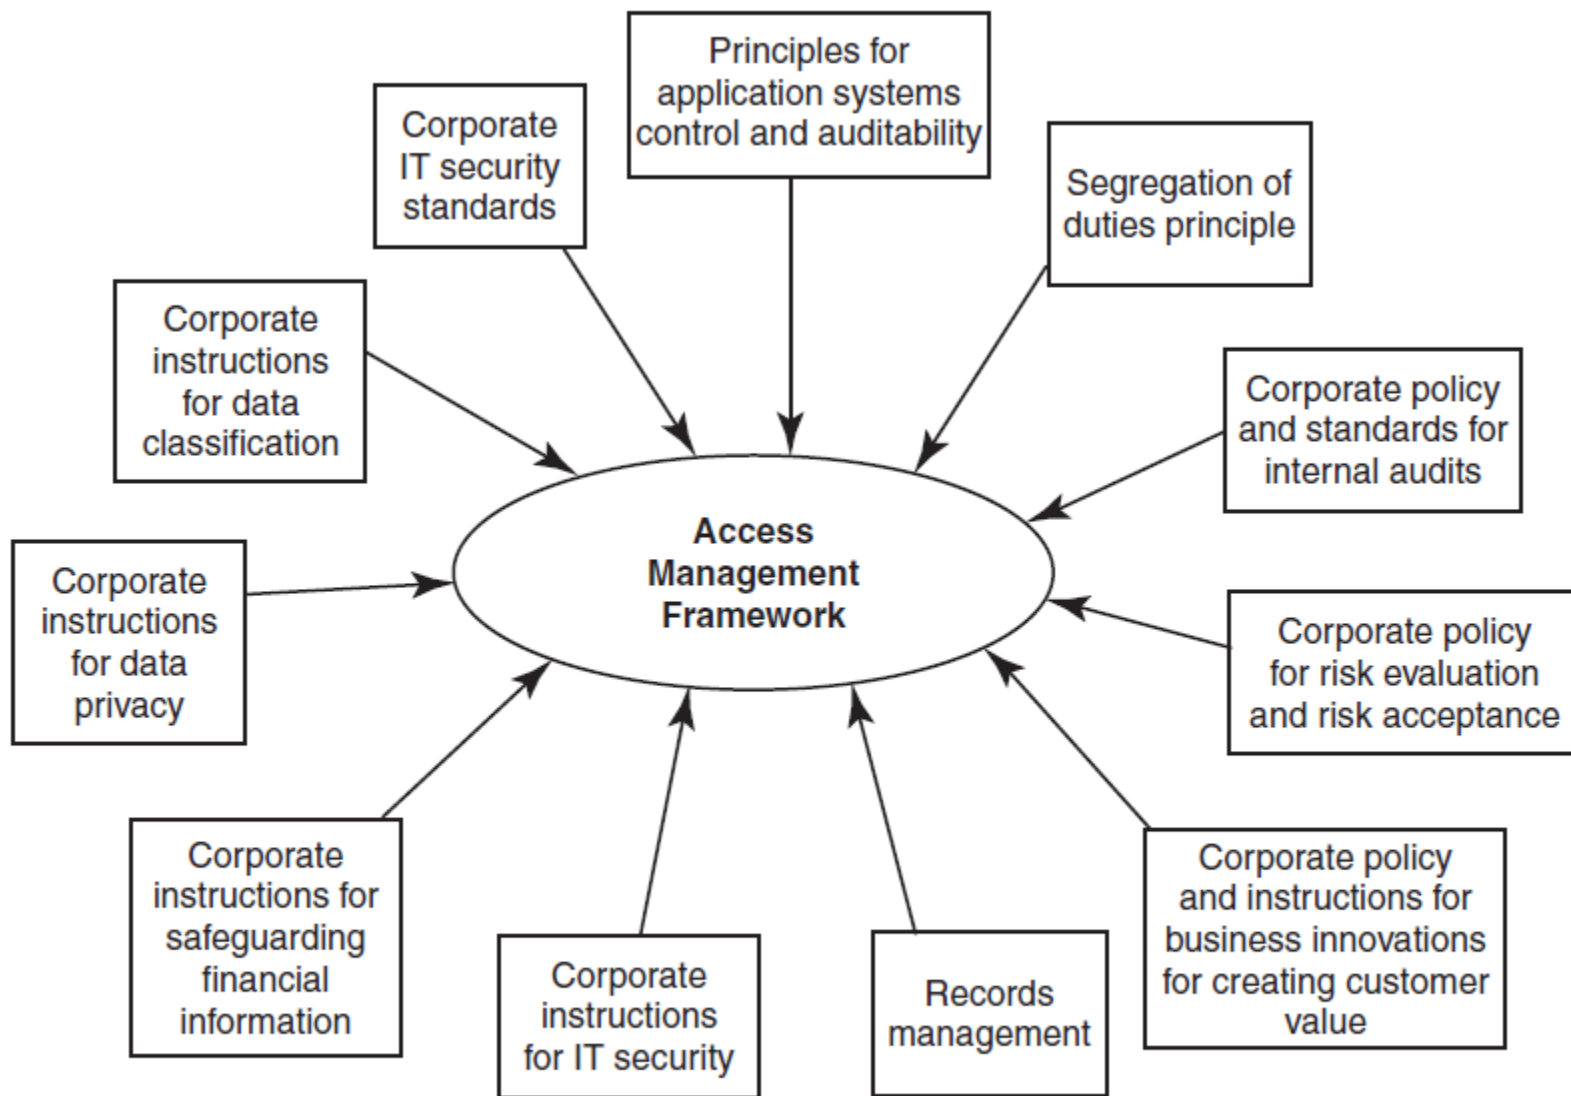 Principles for
application systems
control and auditability
Corporate
IT security
standards
Segregation of
duties principle
Corporate
instructions
for data
classification
Corporate policy
and standards for
internal audits
Access
Management
Framework
Corporate
instructions
for data
privacy
Corporate policy
for risk evaluation
and risk acceptance
Corporate
instructions for
safeguarding
financial
information
Corporate
instructions
for IT security
Records
management
Corporate policy
and instructions for
business innovations
for creating customer
value